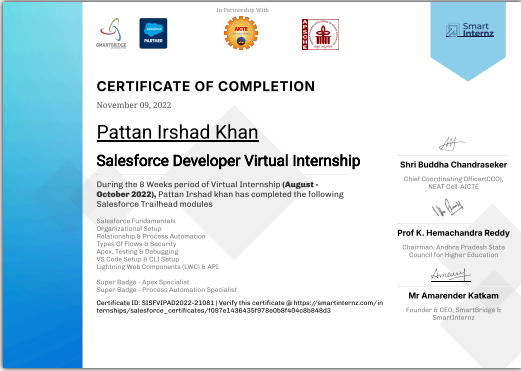 In Partnership With
SMARTBRIDGE
salesforce
PARTNER
AICTE
APSCHE
Smart
Internz
CERTIFICATE OF COMPLETION
November 09, 2022
Pattan Irshad Khan
Salesforce Developer Virtual Internship
During the 8 Weeks period of Virtual Internship (August -
October 2022), Pattan Irshad khan has completed the following
Salesforce Trailhead modules
Salesforce Fundamentals
Organizational Setup
Relationship & Process Automation
Types Of Flows & Security
Apex, Testing & Debugging
VS Code Setup & CLI Setup
Lightning Web Components (LWC) & API
Super Badge - Apex Specialist
Super Badge - Process Automation Specialist
Certificate ID: SISFVIPAD2022-21081 | Verify this certificate @ https://smartinternz.com/in
ternships/salesforce_certificates/f097e1436435f978e0b8f404c8b848d3
Shri Buddha Chandraseker
Chief Coordinating Officer(CCO),
NEAT Cell-AICTE
Prof K. Hemachandra Reddy
Chairman, Andhra Pradesh State
Council for Higher Education
Mr Amarender Katkam
Founder & CEO, SmartBridge &
SmartInternz